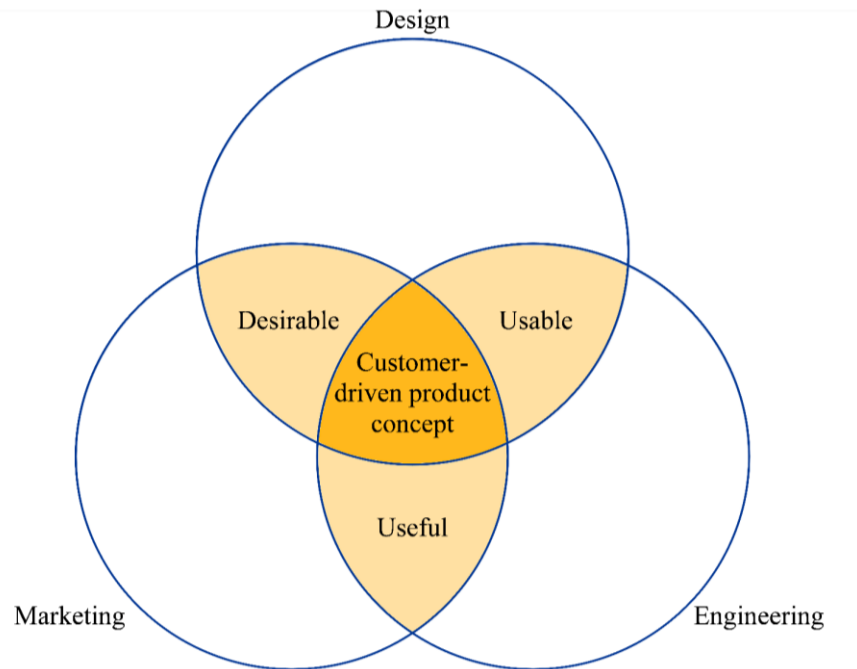 Design
Desirable
Usable
Customer-
driven product
concept
Useful
Marketing
Engineering